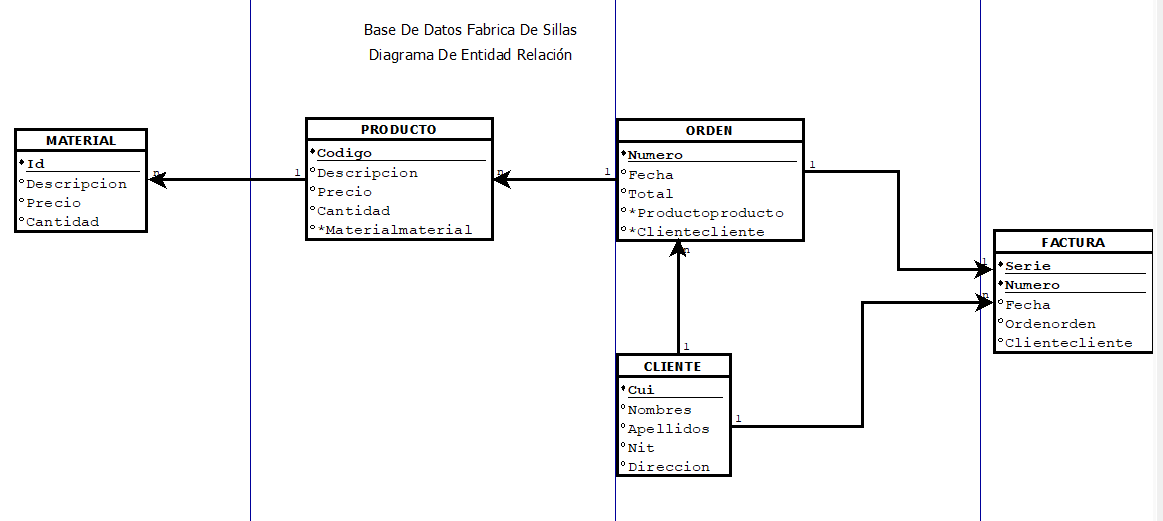 Base De Datos Fabrica De Sillas
Diagrama De Entidad Relación
MATERIAL
Id
Descripcion
Precio
Cantidad
n
1
PRODUCTO
Codigo
Descripcion
Precio
Cantidad
*Materialmaterial
n
1
ORDEN
Numero
Fecha
Total
*Productoproducto
*Clientecliente
1
n
1
CLIENTE
Cui
Nombres
Apellidos
Nit
Direccion
1
1
n
FACTURA
Serie
Numero
Fecha
Ordenorden
Clientecliente